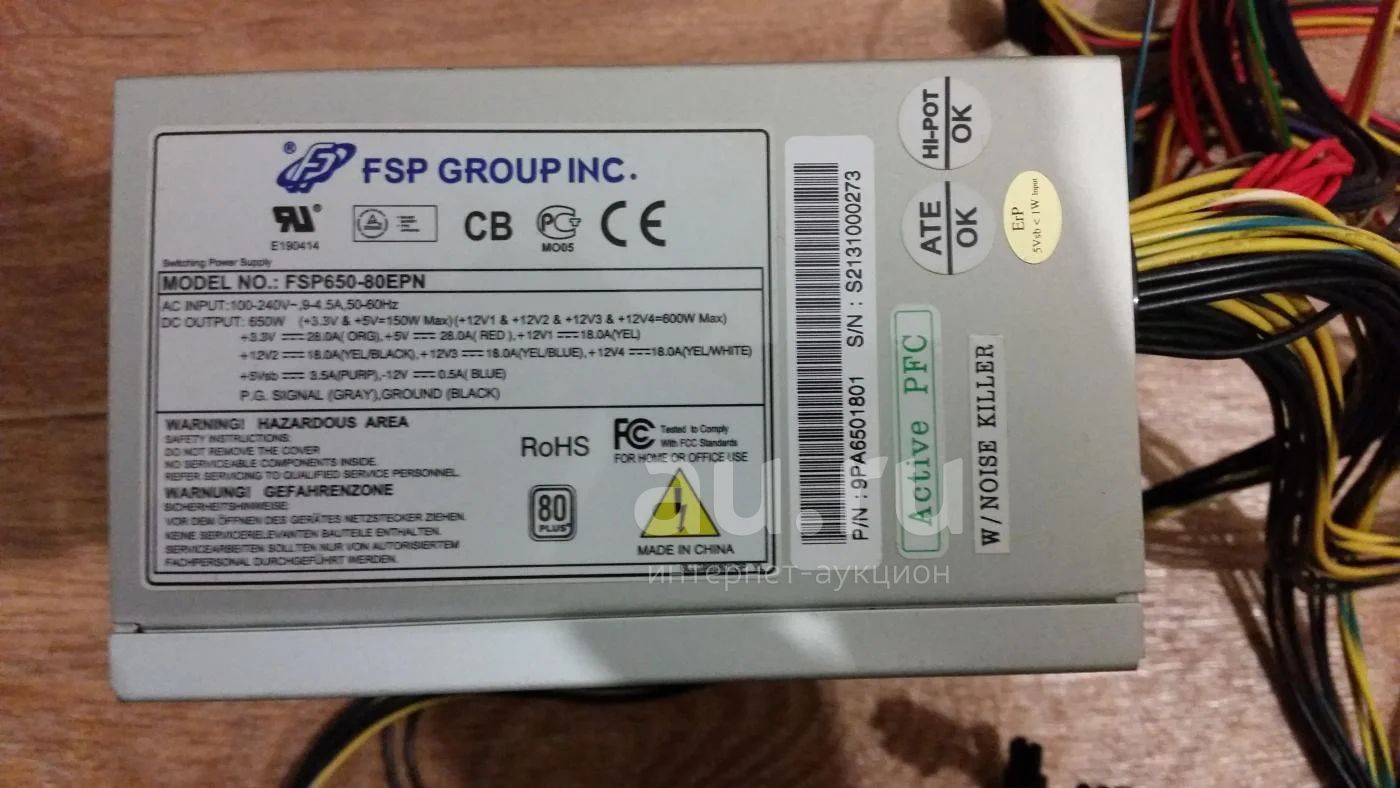 ® FSP GROUP INC.
RU®
E190414
CB
PG
MO05
CE
Switching Power Supply
MODEL NO.: FSP650-80EPN
AC INPUT:100-240V~,9-4.5A,50-60Hz
DC OUTPUT: 650W (+3.3V & +5V=150W Max)(+12V1 & +12V2 & +12V3 & +12V4=600W Max)
+3.3V 28.0A( ORG),+5V 28.0A( RED ),+12V1 18.0A(YEL)
+12V2 18.0A(YEL/BLACK),+12V3 18.0A(YEL/BLUE),+12V4 18.0A(YEL/WHITE)
+5Vsb 3.5A(PURP),-12V 0.5A( BLUE)
P.G. SIGNAL (GRAY),GROUND (BLACK)
WARNING! HAZARDOUS AREA
SAFETY INSTRUCTIONS:
DO NOT REMOVE THE COVER
NO SERVICEABLE COMPONENTS INSIDE.
REFER SERVICING TO QUALIFIED SERVICE PERSONNEL.
WARNUNG! GEFAHRENZONE
SICHERHEITSHINWEISE:
VOR DEM ÖFFNEN DES GERÄTES NETZSTECKER ZIEHEN.
KEINE SERVICERELEVANTEN BAUTEILE ENTHALTEN.
SERVICEARBEITEN SOLLTEN NUR VON AUTORISIERTEM
FACHPERSONAL DURCHGEFÜHRT WERDEN.
RoHS
FC Tested to Comply
With FCC Standards
FOR HOME OR OFFICE USE
80
PLUS
MADE IN CHINA
P/N : 9PA6501801 S/N : S2131000273
HI-POT
OK
ATE
OK
ErP
5Vsb < 1W Input
Active PFC
W/NOISE KILLER
au.ru
интернет-аукцион